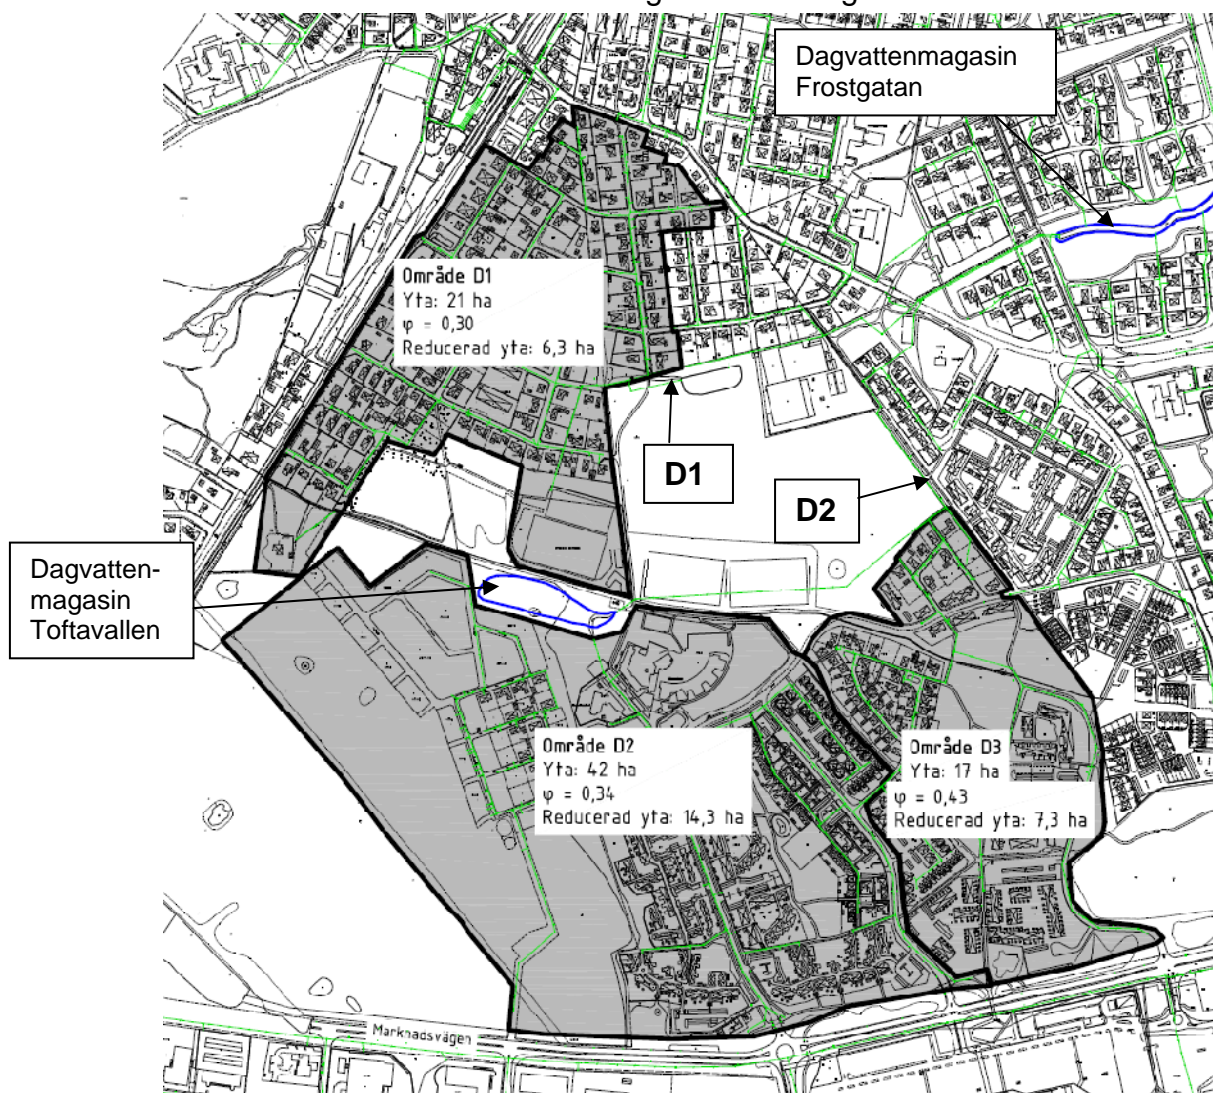 Dagvattenmagasin
Frostgatan
Område D1
Yta: 21 ha
φ = 0,30
Reducerad yta: 6,3 ha
D1
D2
Dagvatten-
magasin
Toftavallen
Område D2
Yta: 42 ha
φ = 0,34
Reducerad yta: 14,3 ha
Område D3
Yta: 17 ha
φ = 0,43
Reducerad yta: 7,3 ha
Marknadsvägen